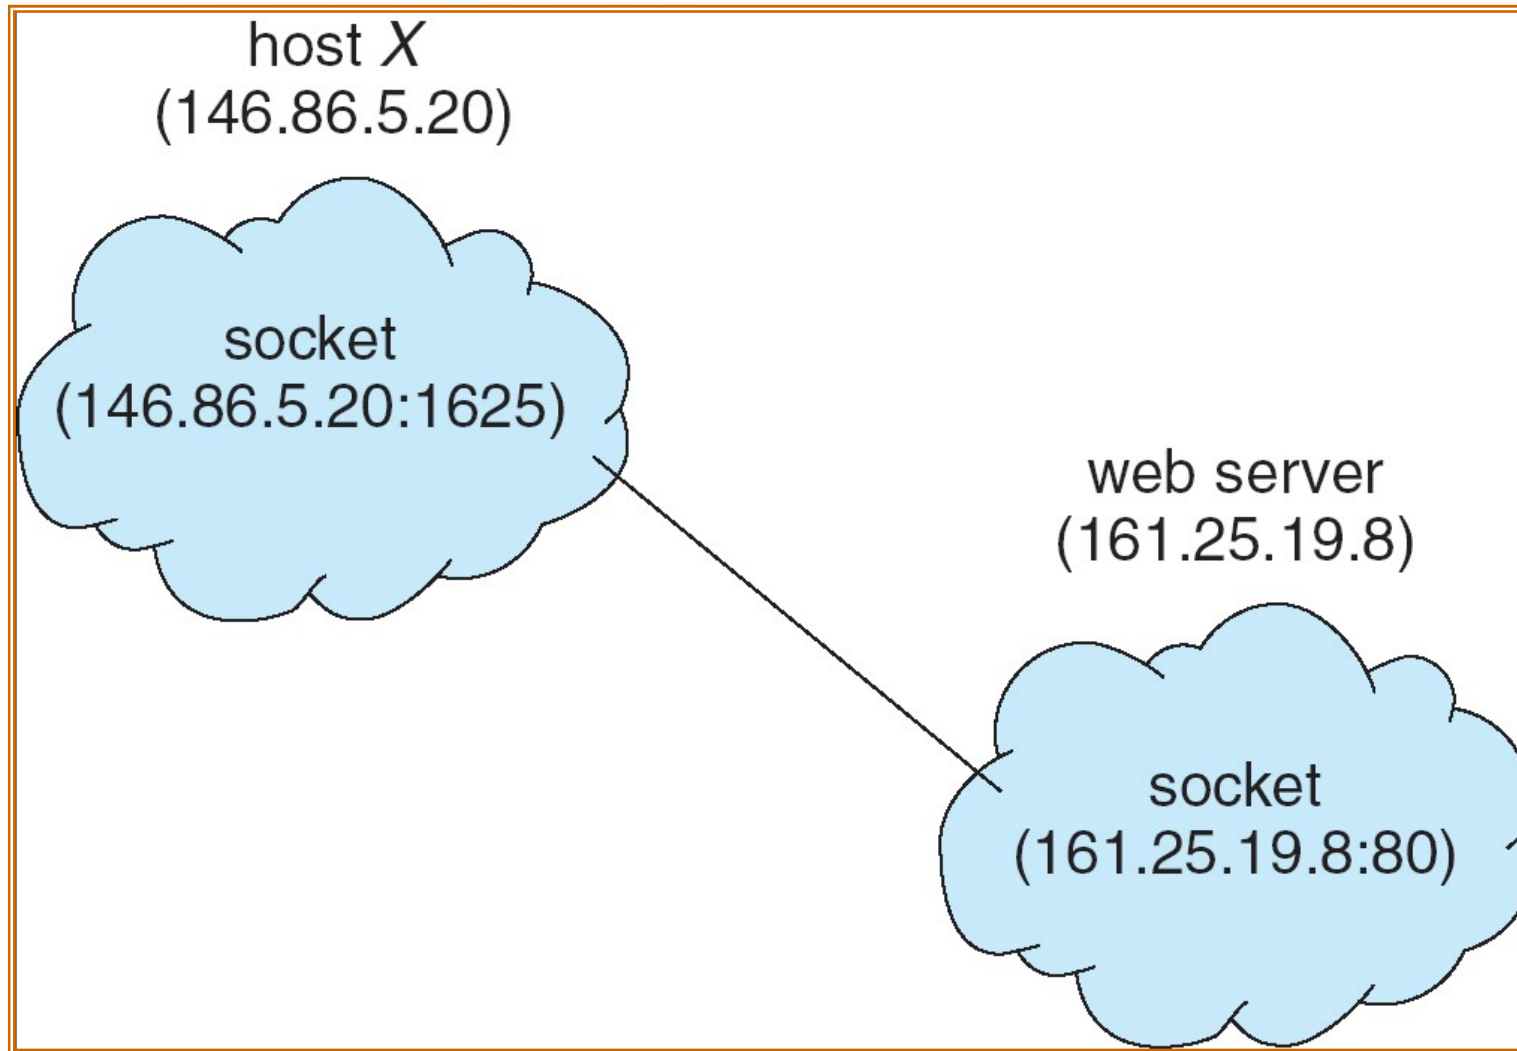 host X
(146.86.5.20)
socket
(146.86.5.20:1625)
web server
(161.25.19.8)
socket
(161.25.19.8:80)